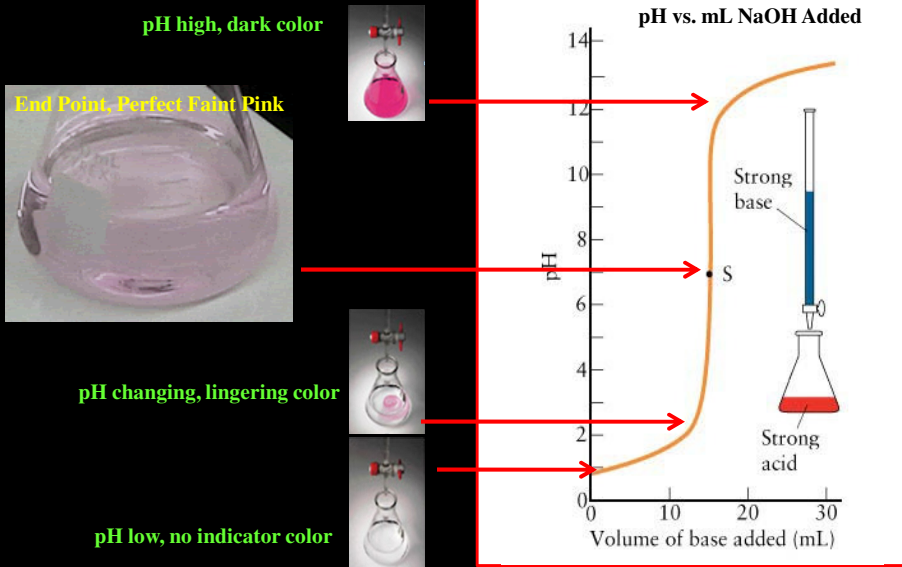 pH high, dark color
End Point, Perfect Faint Pink
pH changing, lingering color
pH low, no indicator color
pH vs. mL NaOH Added
14
12
10
8
6
4
2
0
pH
0
10
20
30
Volume of base added (mL)
S
Strong
base
Strong
acid